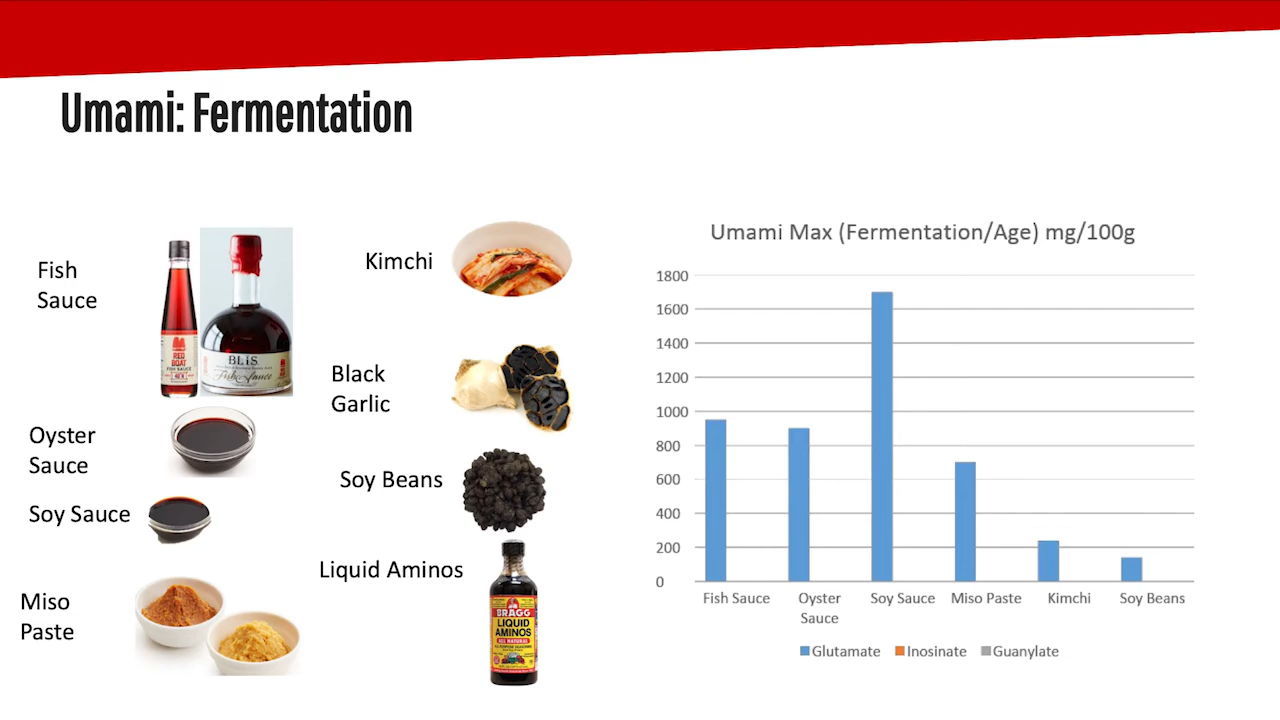 Umami: Fermentation
Fish
Sauce
RED
BOAT
FISH SAUCE
BLiS
Fish Sauce
Oyster
Sauce
Soy Sauce
Miso
Paste
Kimchi
Black
Garlic
Soy Beans
Liquid Aminos
BRAGG
LIQUID
AMINOS
ALL NATURAL
Umami Max (Fermentation/Age) mg/100g
1800
1600
1400
1200
1000
800
600
400
200
0
Fish Sauce
Oyster
Sauce
Soy Sauce
Miso Paste
Kimchi
Soy Beans
Glutamate
Inosinate
Guanylate